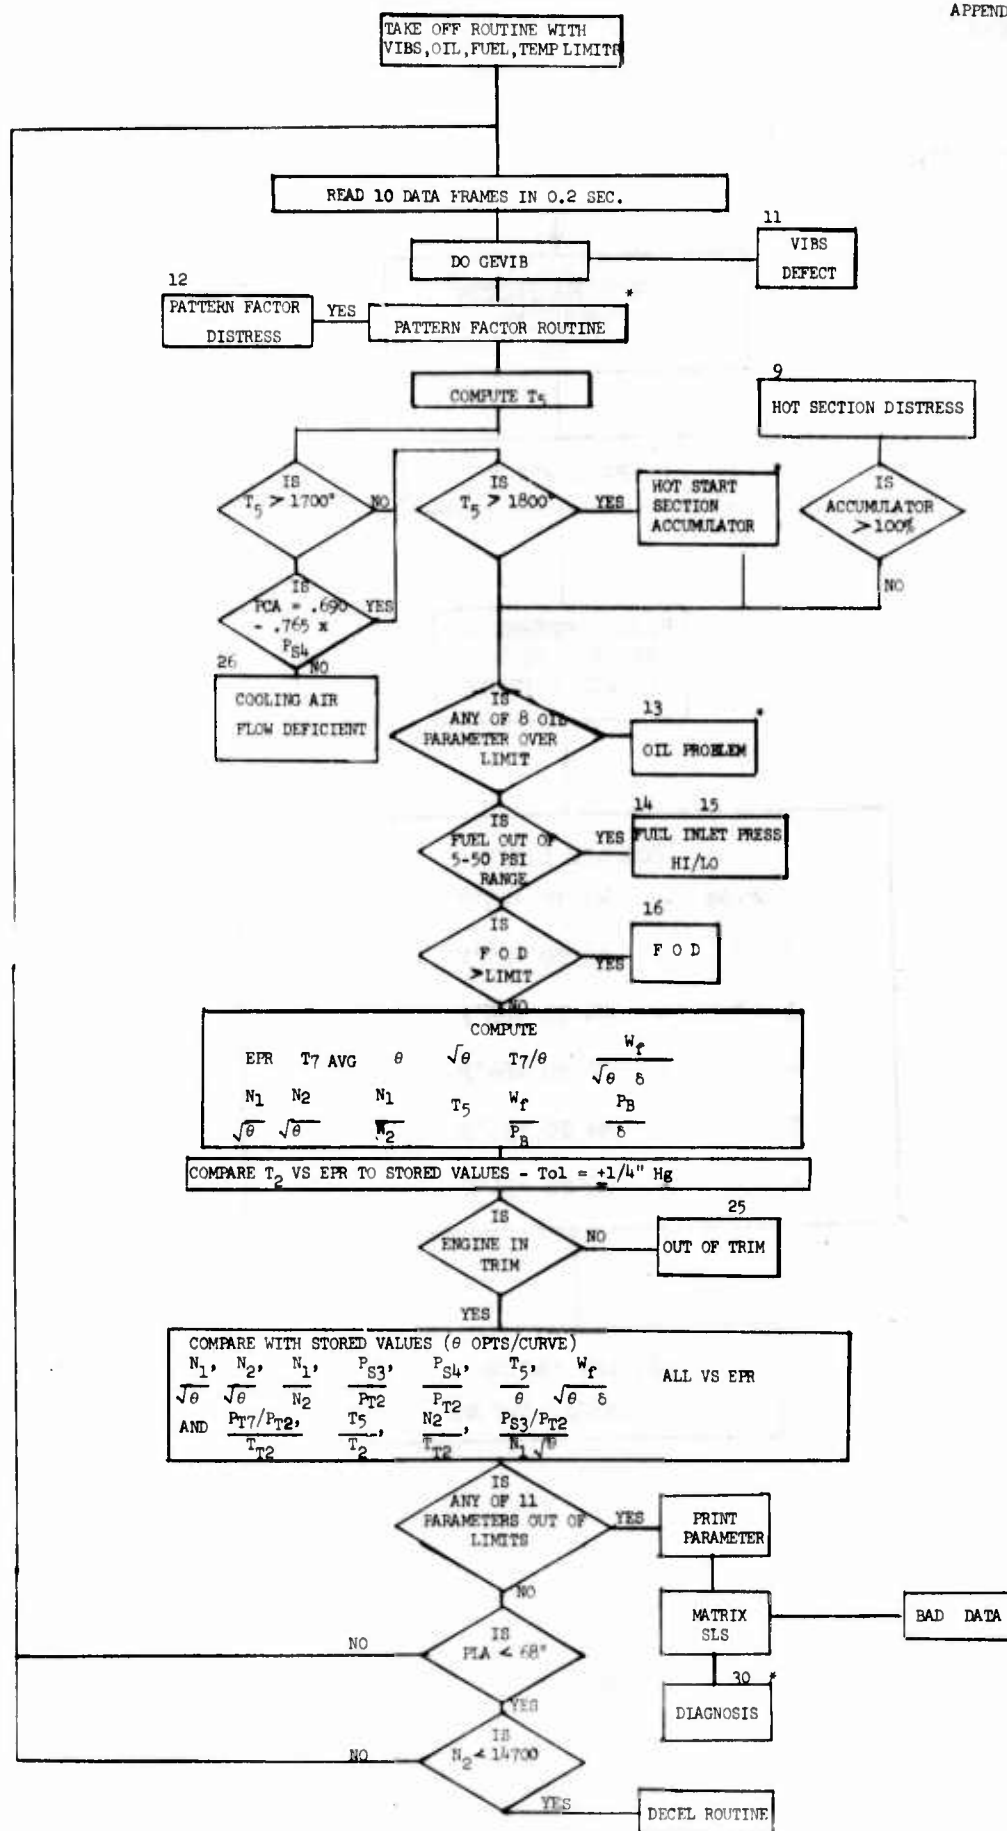 APPEND
TAKE OFF ROUTINE WITH
VIBS,OIL,FUEL,TEMP LIMITS
READ 10 DATA FRAMES IN 0.2 SEC.
11
VIBS
DEFECT
DO GEVIB
12
PATTERN FACTOR
DISTRESS
YES
PATTERN FACTOR ROUTINE
*
COMPUTE T5
9
HOT SECTION DISTRESS
IS
T5 > 1700°
NO
IS
T5 > 1800°
YES
HOT START
SECTION
ACCUMULATOR
*
IS
ACCUMULATOR
> 100%
NO
IS
PCA = .690
- .765 x
PS4
YES
NO
26
COOLING AIR
FLOW DEFICIENT
IS
ANY OF 8 OIL
PARAMETER OVER
LIMIT
13
*
OIL PROBLEM
IS
FUEL OUT OF
5-50 PSI
RANGE
YES
14 15
FUEL INLET PRESS
HI/LO
IS
F O D
>LIMIT
YES
16
F O D
NO
COMPUTE
EPR T7 AVG θ √θ T7/θ Wf
√θ δ
N1 N2 N1 T5 Wf PB
√θ √θ N2 PB δ
COMPARE T2 VS EPR TO STORED VALUES - Tol = ±1/4" Hg
IS
ENGINE IN
TRIM
NO
25
OUT OF TRIM
YES
COMPARE WITH STORED VALUES (θ OPTS/CURVE)
N1, N2, N1, PS3, PS4, T5, Wf ALL VS EPR
√θ √θ N2 PT2 PT2 θ √θ δ
AND PT7/PT2, T5, N2, PS3/PT2
TT2 T2 TT2 N1 √θ
IS
ANY OF 11
PARAMETERS OUT OF
LIMITS
YES
PRINT
PARAMETER
NO
MATRIX
SLS
BAD DATA
IS
PLA < 68°
NO
YES
30 *
DIAGNOSIS
IS
N2 < 14700
NO
YES
DECEL ROUTINE